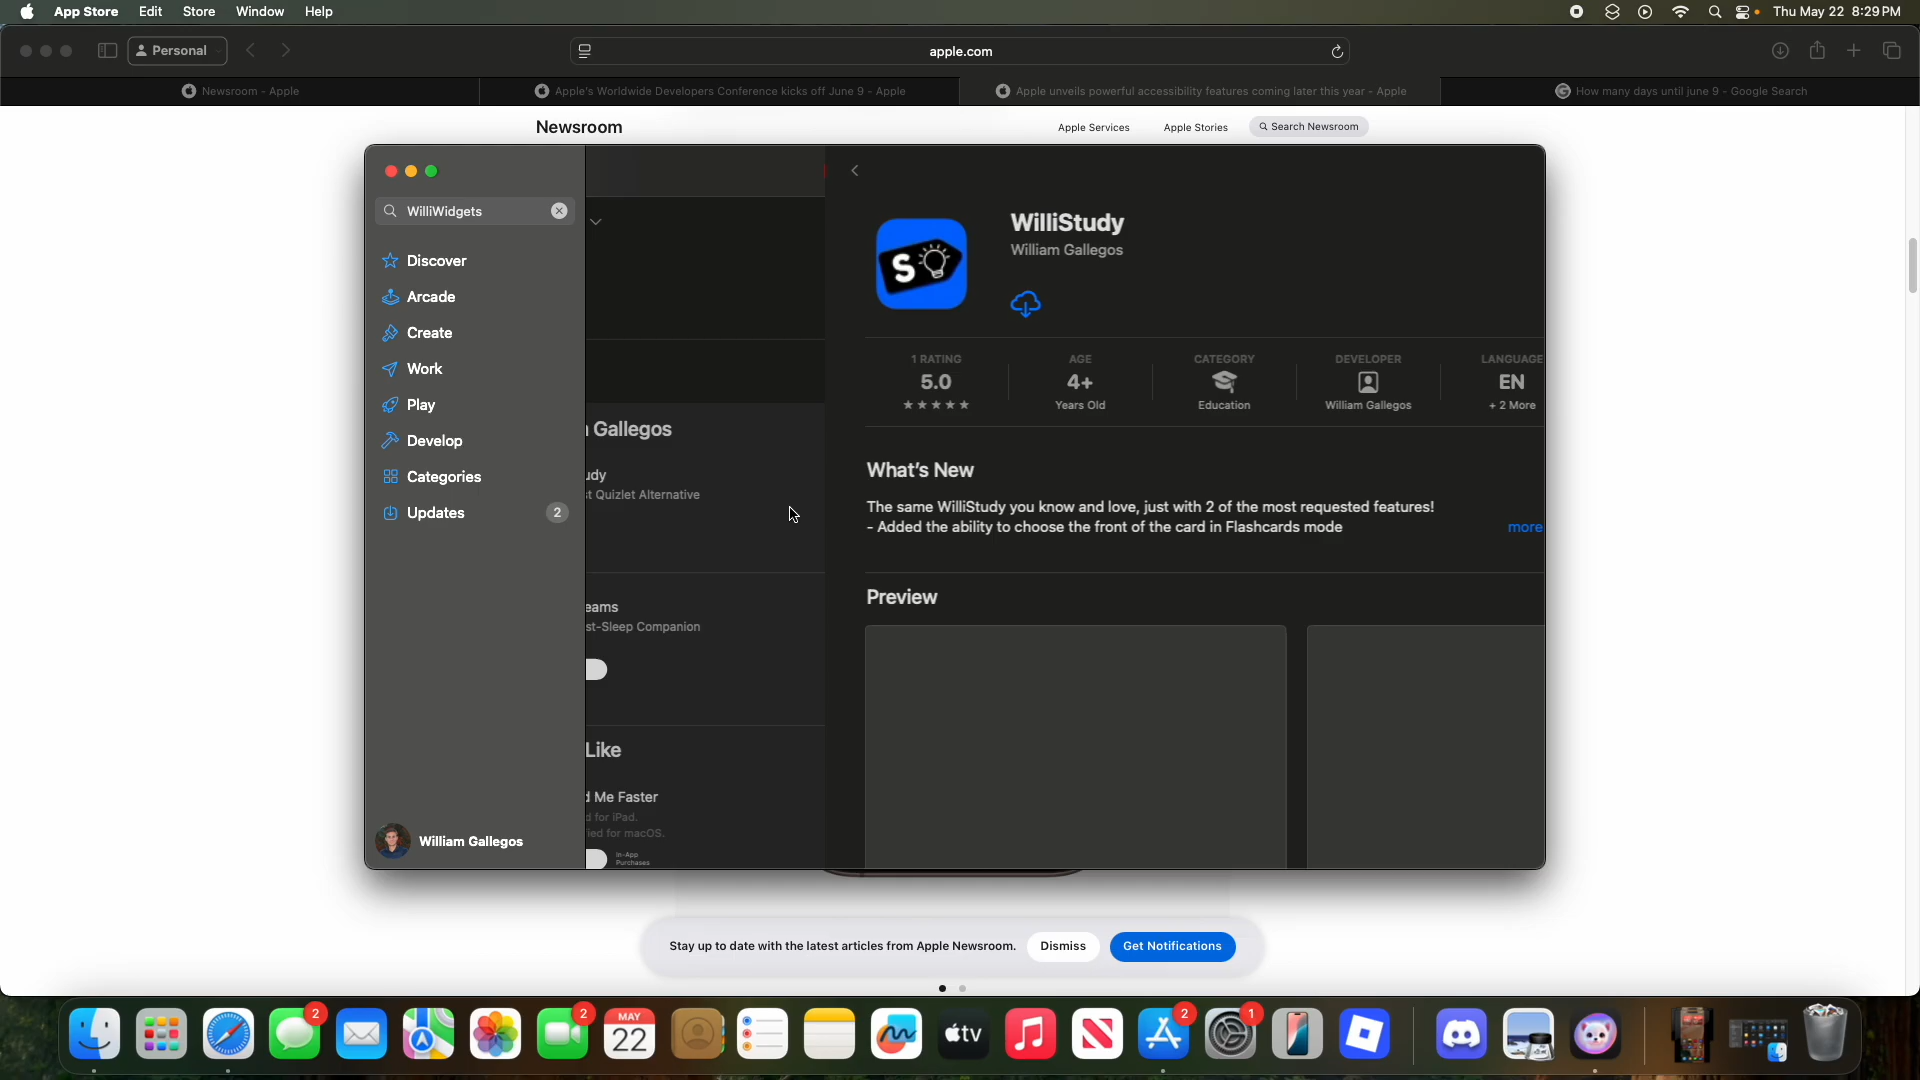 App Store Edit Store Window Help
Thu May 22 8:29 PM
Personal
apple.com
Newsroom - Apple
Apple's Worldwide Developers Conference kicks off June 9 - Apple
Apple unveils powerful accessibility features coming later this year - Apple
How many days until june 9 - Google Search
Newsroom
Apple Services
Apple Stories
Search Newsroom
WilliWidgets
Discover
Arcade
Create
Work
Play
Develop
Categories
Updates 2
William Gallegos
Gallegos
udy
t Quizlet Alternative
eams
st-Sleep Companion
Like
d Me Faster
d for iPad.
ied for macOS.
In-App
Purchases
WilliStudy
William Gallegos
S
1 RATING
5.0
★★★★★
AGE
4+
Years Old
CATEGORY
Education
DEVELOPER
William Gallegos
LANGUAGE
EN
+ 2 More
What's New
The same WilliStudy you know and love, just with 2 of the most requested features!
- Added the ability to choose the front of the card in Flashcards mode
more
Preview
Stay up to date with the latest articles from Apple Newsroom.
Dismiss
Get Notifications
2
2
MAY
22
tv
2
1